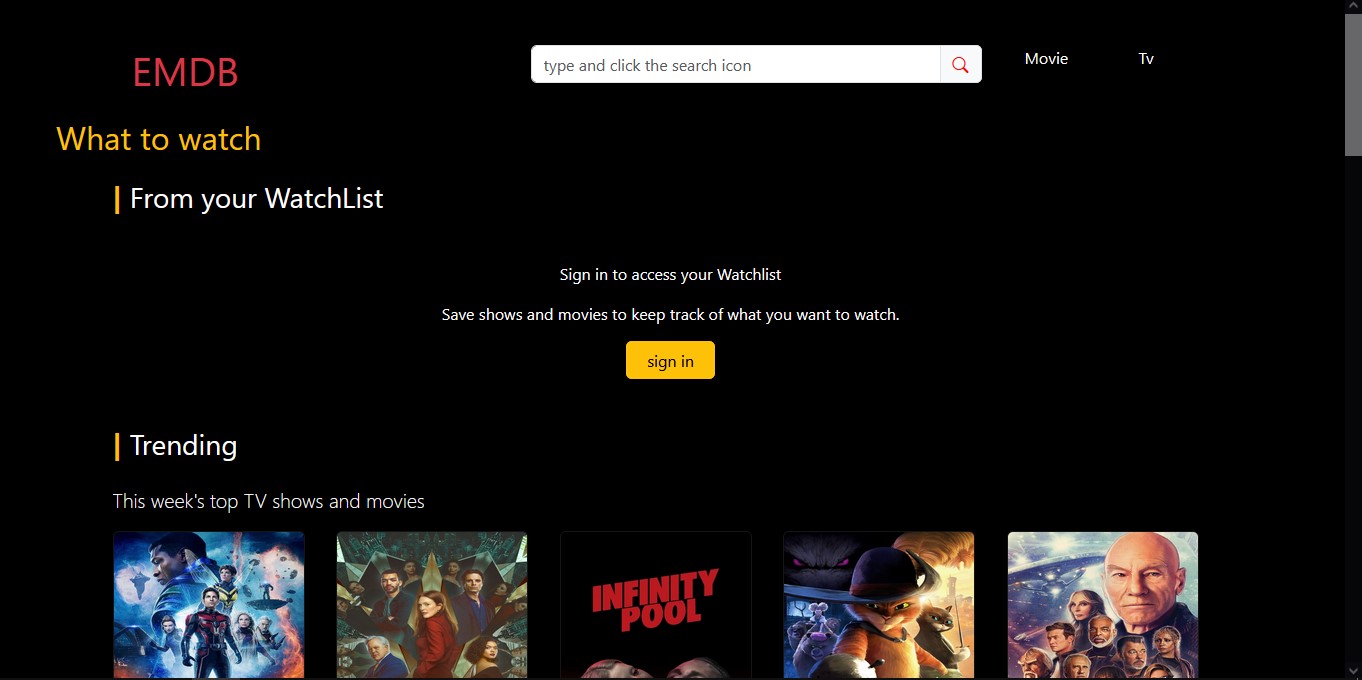 EMDB
type and click the search icon
Movie
Tv
What to watch
From your WatchList
Sign in to access your Watchlist
Save shows and movies to keep track of what you want to watch.
sign in
Trending
This week's top TV shows and movies
INFINITY
POOL